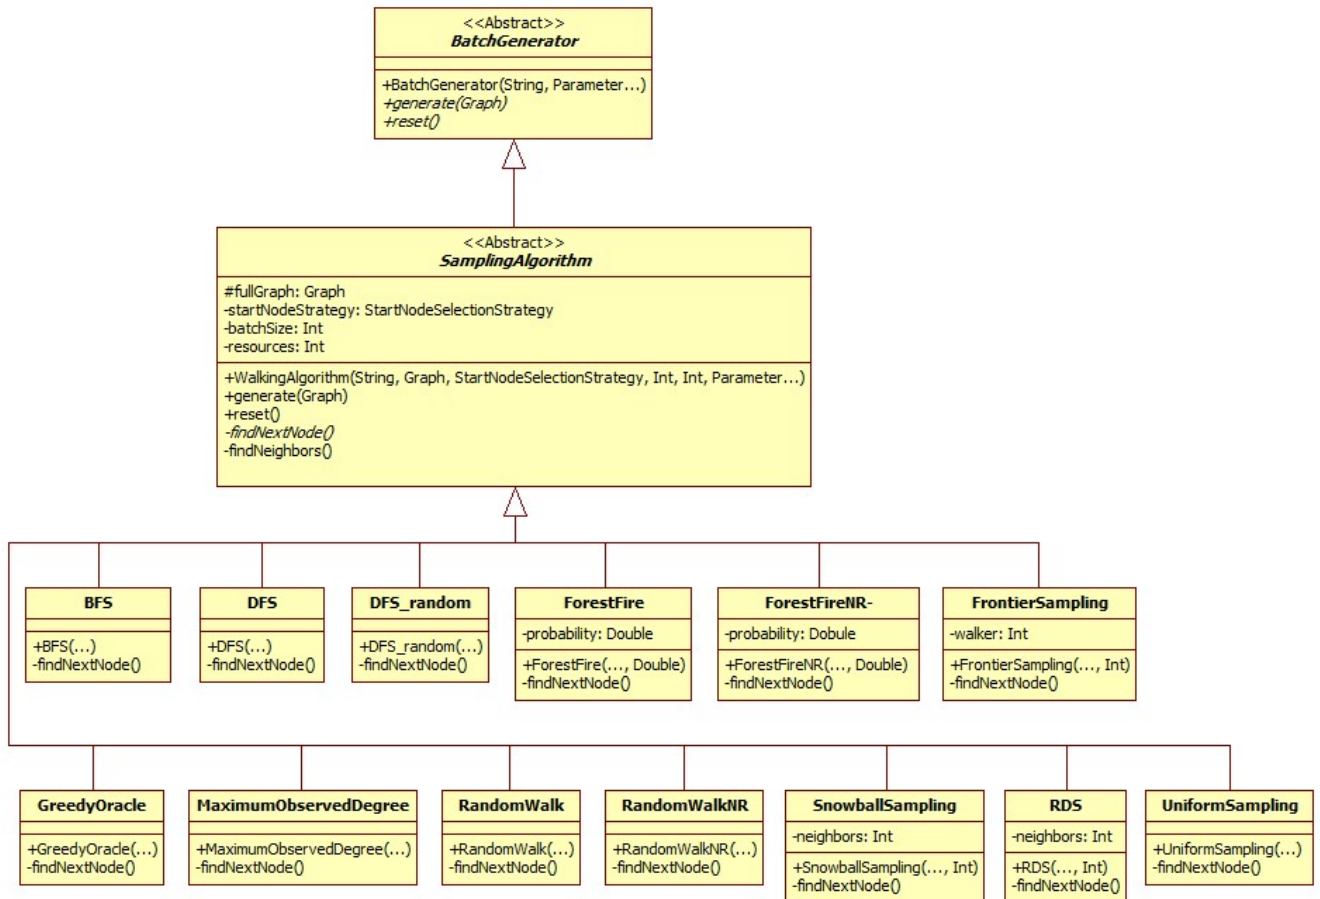 <<Abstract>>
BatchGenerator
+BatchGenerator(String, Parameter...)
+generate(Graph)
+reset()
<<Abstract>>
SamplingAlgorithm
#fullGraph: Graph
-startNodeStrategy: StartNodeSelectionStrategy
-batchSize: Int
-resources: Int
+WalkingAlgorithm(String, Graph, StartNodeSelectionStrategy, Int, Int, Parameter...)
+generate(Graph)
+reset()
-findNextNode()
-findNeighbors()
BFS
+BFS(...)
-findNextNode()
DFS
+DFS(...)
-findNextNode()
DFS_random
+DFS_random(...)
-findNextNode()
ForestFire
-probability: Double
+ForestFire(..., Double)
-findNextNode()
ForestFireNR-
-probability: Dobule
+ForestFireNR(..., Double)
-findNextNode()
FrontierSampling
-walker: Int
+FrontierSampling(..., Int)
-findNextNode()
GreedyOracle
+GreedyOracle(...)
-findNextNode()
MaximumObservedDegree
+MaximumObservedDegree(...)
-findNextNode()
RandomWalk
+RandomWalk(...)
-findNextNode()
RandomWalkNR
+RandomWalkNR(...)
-findNextNode()
SnowballSampling
-neighbors: Int
+SnowballSampling(..., Int)
-findNextNode()
RDS
-neighbors: Int
+RDS(..., Int)
-findNextNode()
UniformSampling
+UniformSampling(...)
-findNextNode()